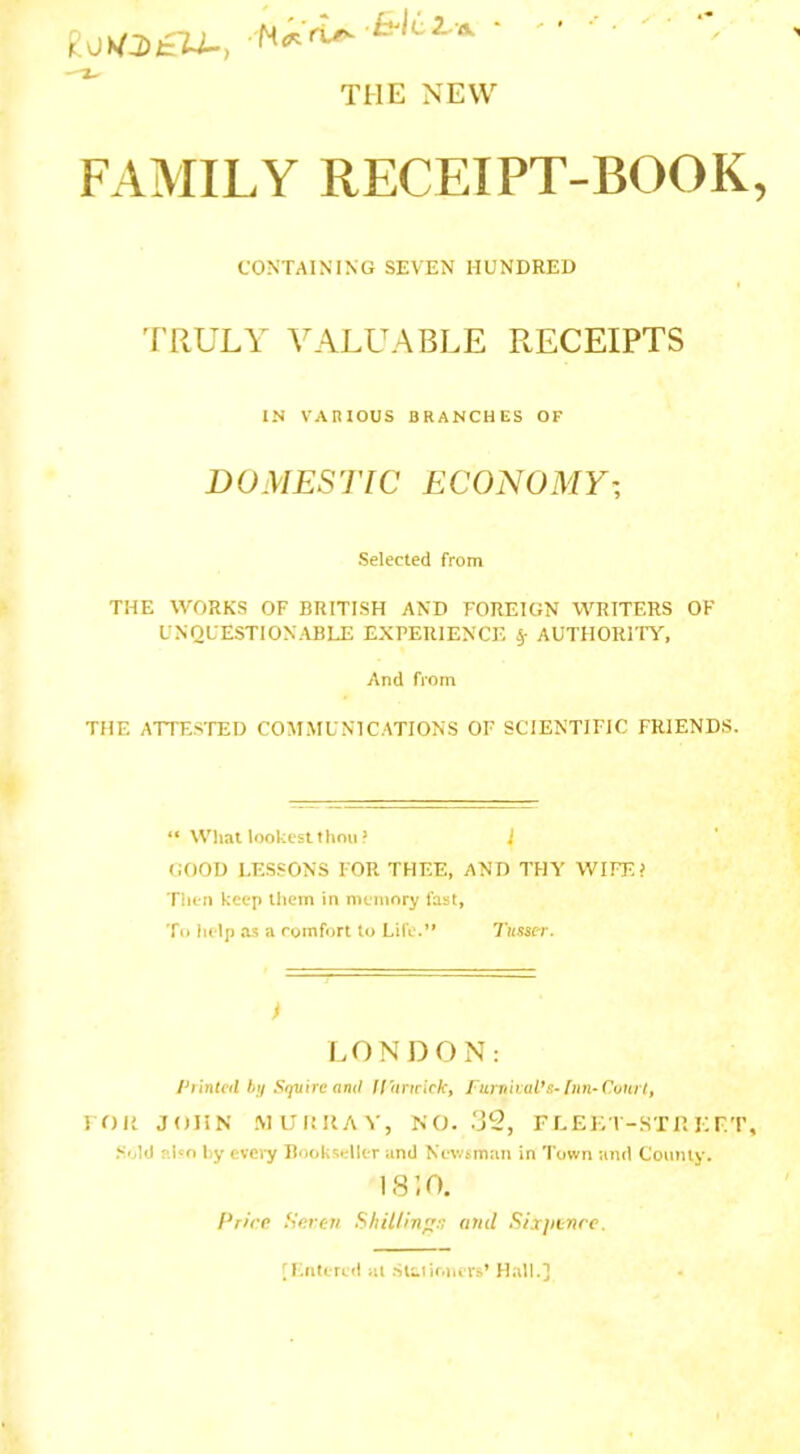 RUNDELL, Maria Eliza
THE NEW
FAMILY RECEIPT-BOOK,
CONTAINING SEVEN HUNDRED
TRULY VALUABLE RECEIPTS
IN VARIOUS BRANCHES OF
DOMESTIC ECONOMY;
Selected from
THE WORKS OF BRITISH AND FOREIGN WRITERS OF
UNQUESTIONABLE EXPERIENCE & AUTHORITY,
And from
THE ATTESTED COMMUNICATIONS OF SCIENTIFIC FRIENDS.
“ What lookest thou?
GOOD LESSONS FOR THEE, AND THY WIFE?
Then keep them in memory fast,
To help as a comfort to Life.” Tusser.
LONDON:
Printed by Squire and Warwick, Furnival's-Inn-Court,
FOR JOHN MURRAY, NO. 32, FLEET-STREET,
Sold also by every Bookseller and Newsman in Town and County.
1810.
Price Seven Shillings and Sixpence.
[Entered at Stationers' Hall.]